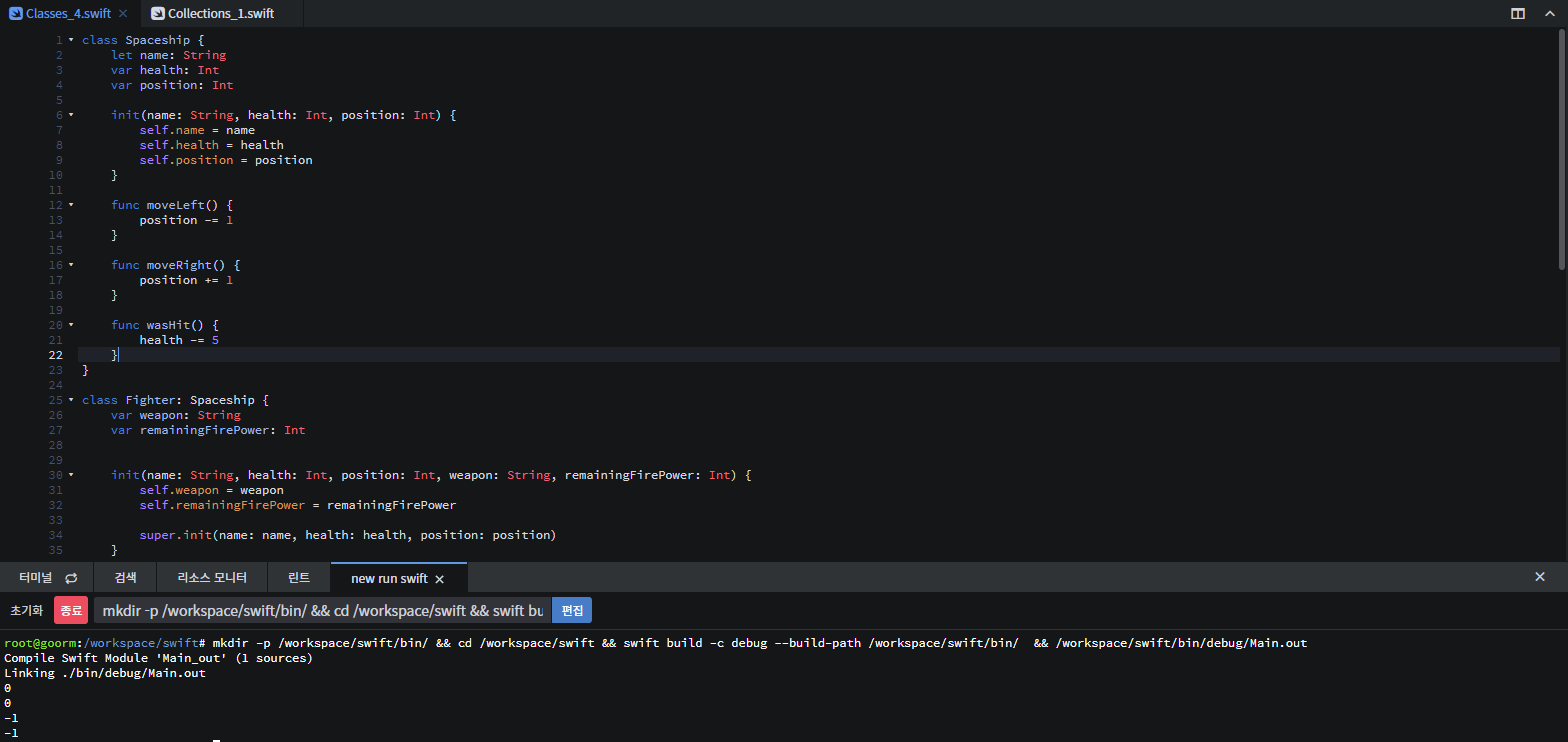 Classes_4.swift × Collections_1.swift
1 class Spaceship {
2 let name: String
3 var health: Int
4 var position: Int
5
6 init(name: String, health: Int, position: Int) {
7 self.name = name
8 self.health = health
9 self.position = position
10 }
11
12 func moveLeft() {
13 position -= 1
14 }
15
16 func moveRight() {
17 position += 1
18 }
19
20 func wasHit() {
21 health -= 5
22 }
23 }
24
25 class Fighter: Spaceship {
26 var weapon: String
27 var remainingFirePower: Int
28
29
30 init(name: String, health: Int, position: Int, weapon: String, remainingFirePower: Int) {
31 self.weapon = weapon
32 self.remainingFirePower = remainingFirePower
33
34 super.init(name: name, health: health, position: position)
35 }
터미널 검색 리소스 모니터 린트 new run swift ×
초기화 종료 mkdir -p /workspace/swift/bin/ && cd /workspace/swift && swift bu 편집
root@goorm:/workspace/swift# mkdir -p /workspace/swift/bin/ && cd /workspace/swift && swift build -c debug --build-path /workspace/swift/bin/  && /workspace/swift/bin/debug/Main.out
Compile Swift Module 'Main_out' (1 sources)
Linking ./bin/debug/Main.out
0
0
-1
-1